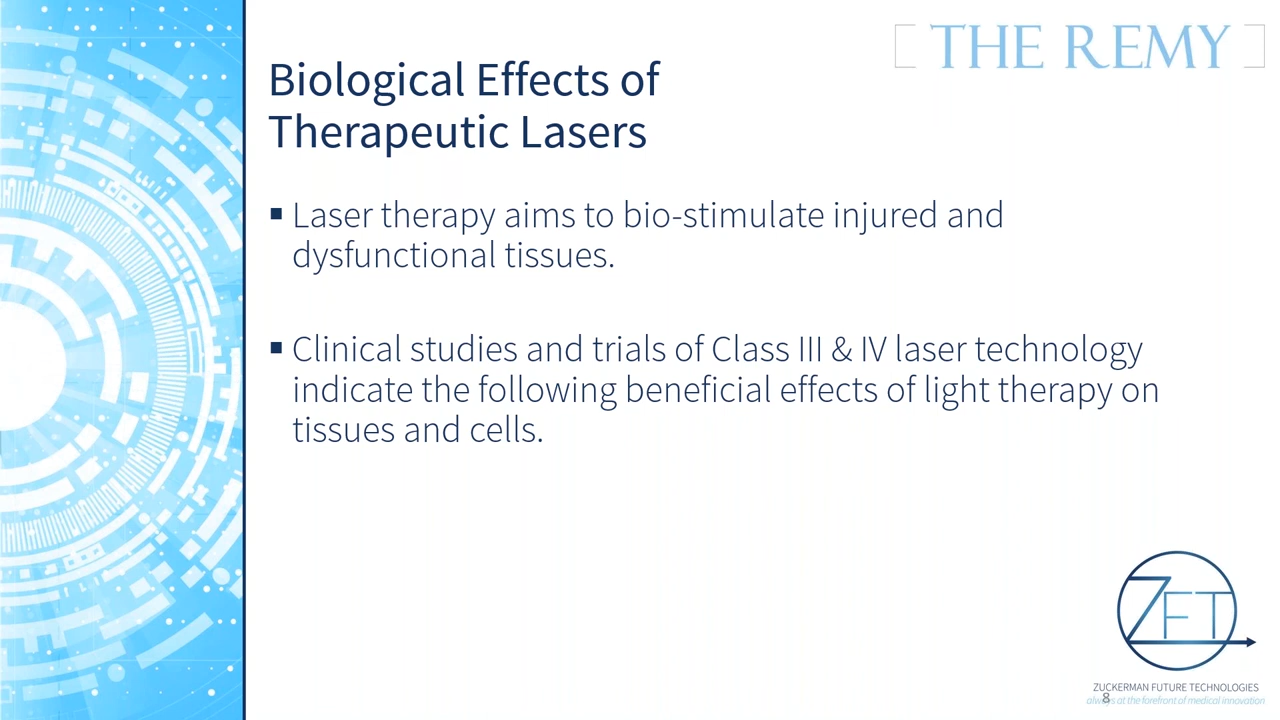 THE REMY
Biological Effects of
Therapeutic Lasers
▪ Laser therapy aims to bio-stimulate injured and
dysfunctional tissues.
▪ Clinical studies and trials of Class III & IV laser technology
indicate the following beneficial effects of light therapy on
tissues and cells.
ZFT
ZUCKERMAN FUTURE TECHNOLOGIES
8
always at the forefront of medical innovation